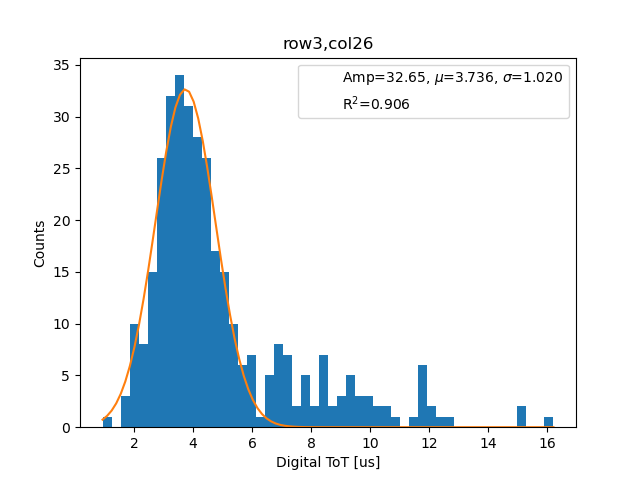 row3,col26
Amp=32.65, μ=3.736, σ=1.020
R²=0.906
35
30
25
20
15
10
5
0
Counts
2 4 6 8 10 12 14 16
Digital ToT [us]